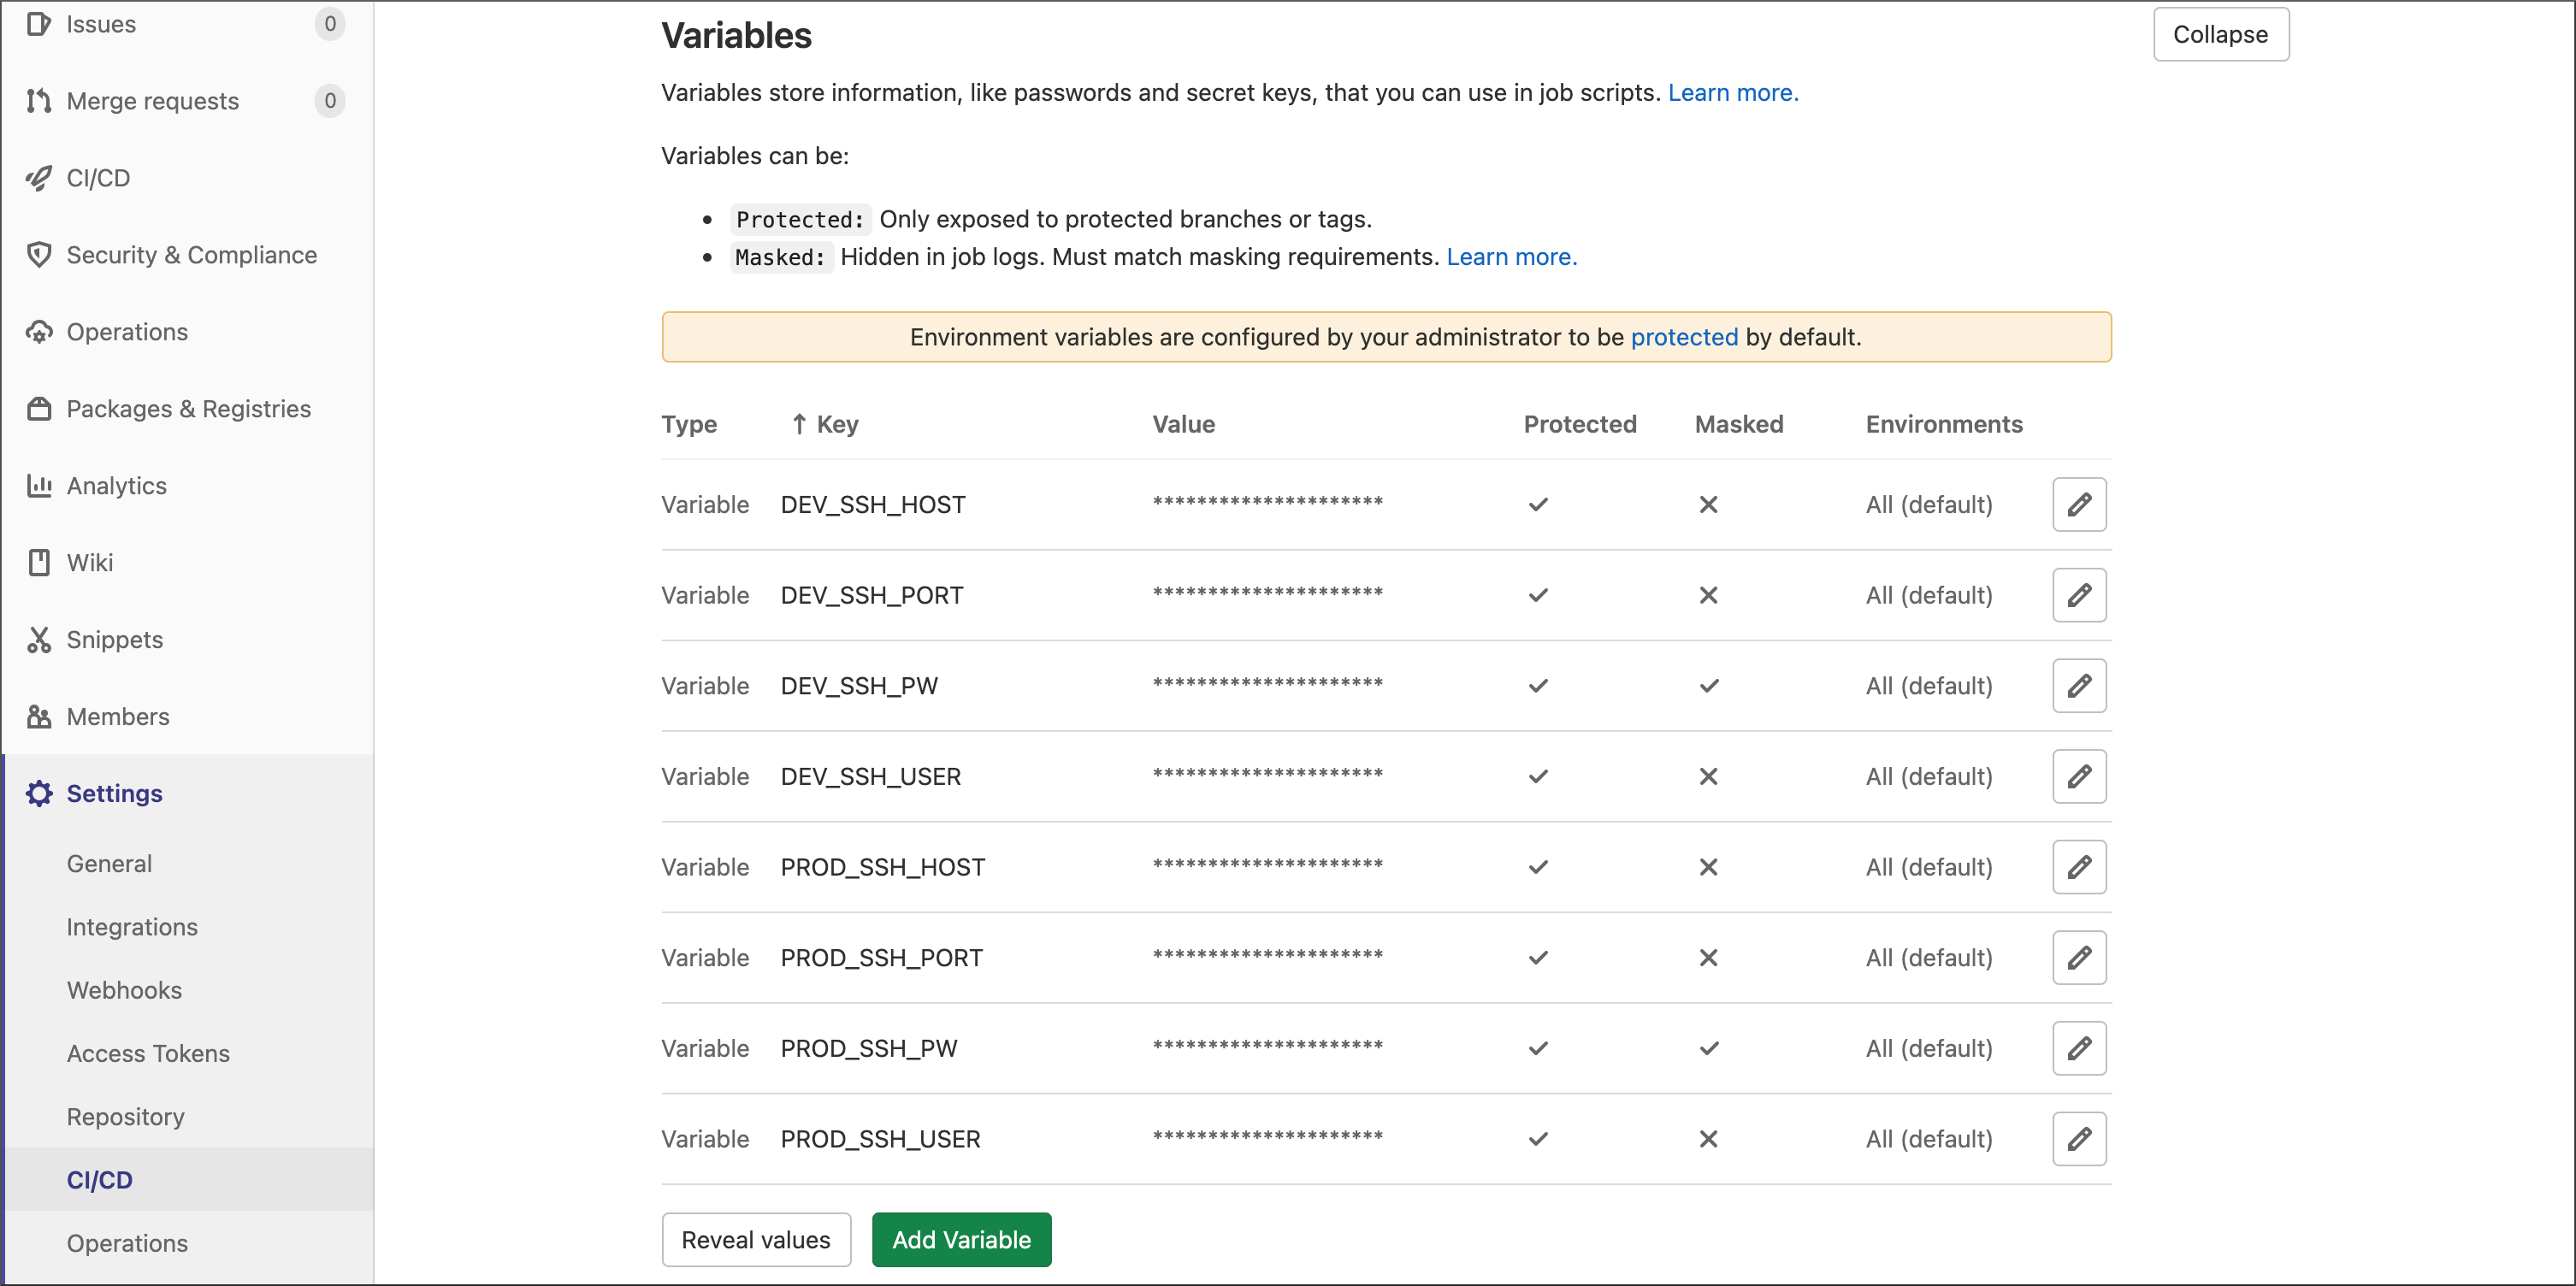 Issues 0
Merge requests 0
CI/CD
Security & Compliance
Operations
Packages & Registries
Analytics
Wiki
Snippets
Members
Settings
General
Integrations
Webhooks
Access Tokens
Repository
CI/CD
Operations
Variables
Collapse
Variables store information, like passwords and secret keys, that you can use in job scripts. Learn more.
Variables can be:
• Protected: Only exposed to protected branches or tags.
• Masked: Hidden in job logs. Must match masking requirements. Learn more.
Environment variables are configured by your administrator to be protected by default.
Type ↑ Key Value Protected Masked Environments
Variable DEV_SSH_HOST ********************* ✓ ✕ All (default)
Variable DEV_SSH_PORT ********************* ✓ ✕ All (default)
Variable DEV_SSH_PW ********************* ✓ ✓ All (default)
Variable DEV_SSH_USER ********************* ✓ ✕ All (default)
Variable PROD_SSH_HOST ********************* ✓ ✕ All (default)
Variable PROD_SSH_PORT ********************* ✓ ✕ All (default)
Variable PROD_SSH_PW ********************* ✓ ✓ All (default)
Variable PROD_SSH_USER ********************* ✓ ✕ All (default)
Reveal values Add Variable